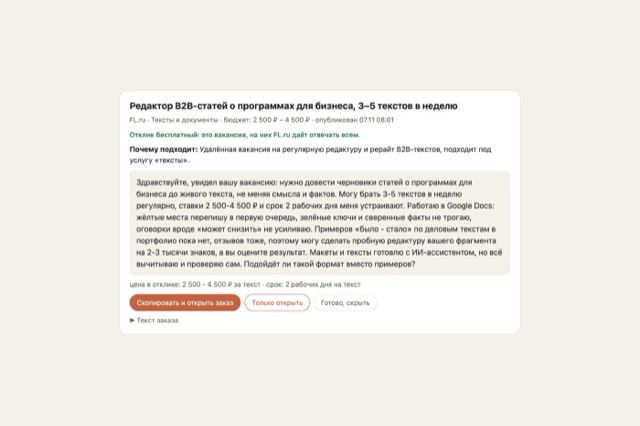 Редактор B2B-статей о программах для бизнеса, 3–5 текстов в неделю
FL.ru · Тексты и документы · бюджет: 2 500 ₽ – 4 500 ₽ · опубликован 07.11 08:01
Отклик бесплатный: это вакансия, на них FL.ru даёт отвечать всем.
Почему подходит: Удалённая вакансия на регулярную редактуру и рерайт B2B-текстов, подходит под
услугу «тексты».
Здравствуйте, увидел вашу вакансию: нужно довести черновики статей о программах для
бизнеса до живого текста, не меняя смысла и фактов. Могу брать 3-5 текстов в неделю
регулярно, ставки 2 500-4 500 ₽ и срок 2 рабочих дня меня устраивают. Работаю в Google Docs:
жёлтые места перепишу в первую очередь, зелёные ключи и сверенные факты не трогаю,
оговорки вроде «может снизить» не усиливаю. Примеров «было - стало» по деловым текстам в
портфолио пока нет, отзывов тоже, поэтому могу сделать пробную редактуру вашего фрагмента
на 2-3 тысячи знаков, а вы оцените результат. Макеты и тексты готовлю с ИИ-ассистентом, но всё
вычитываю и проверяю сам. Подойдёт ли такой формат вместо примеров?
цена в отклике: 2 500 – 4 500 ₽ за текст · срок: 2 рабочих дня на текст
Скопировать и открыть заказ Только открыть Готово, скрыть
▶ Текст заказа